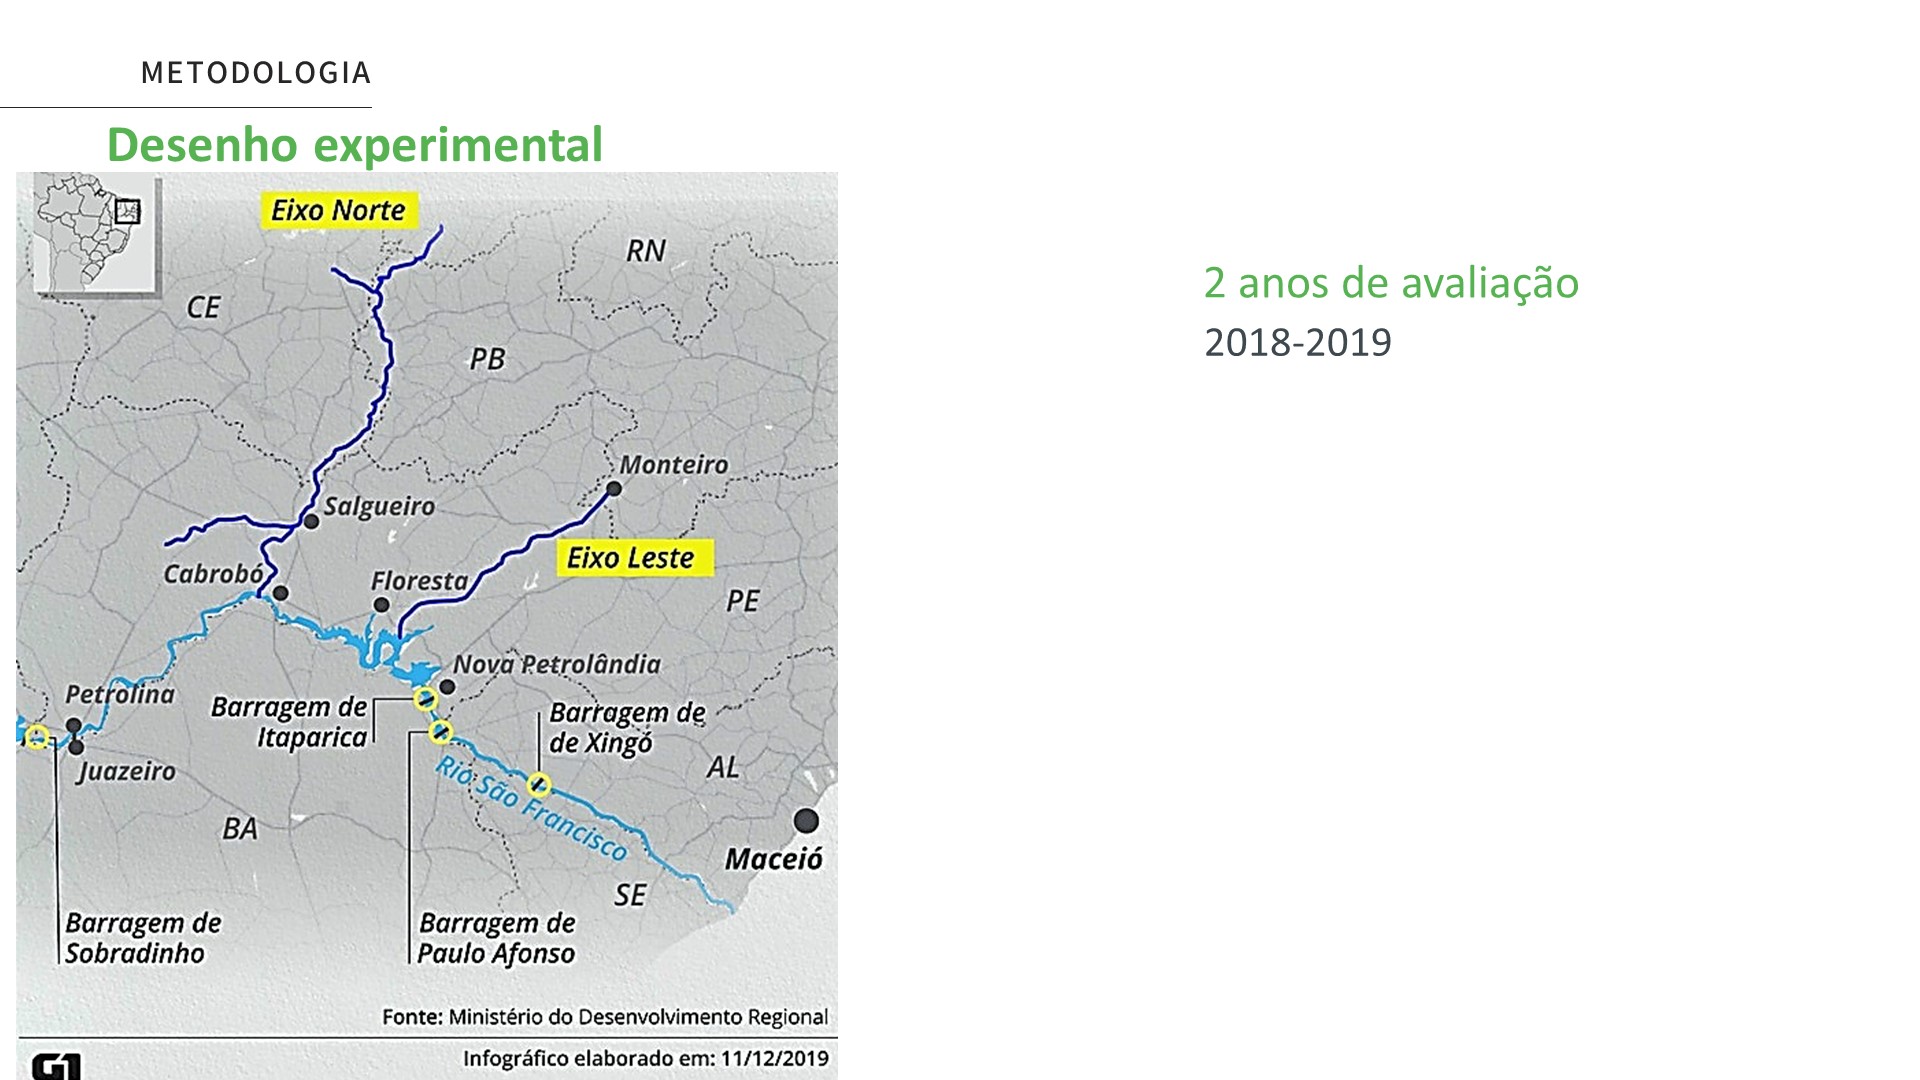 METODOLOGIA
Desenho experimental
2 anos de avaliação
2018-2019
Eixo Norte
RN
CE
PB
Monteiro
Salgueiro
Eixo Leste
Cabrobó
Floresta
PE
Nova Petrolândia
Petrolina
Barragem de
Itaparica
Barragem de
de Xingó
Juazeiro
AL
Rio São Francisco
BA
Maceió
SE
Barragem de
Sobradinho
Barragem de
Paulo Afonso
Fonte: Ministério do Desenvolvimento Regional
Infográfico elaborado em: 11/12/2019
G1